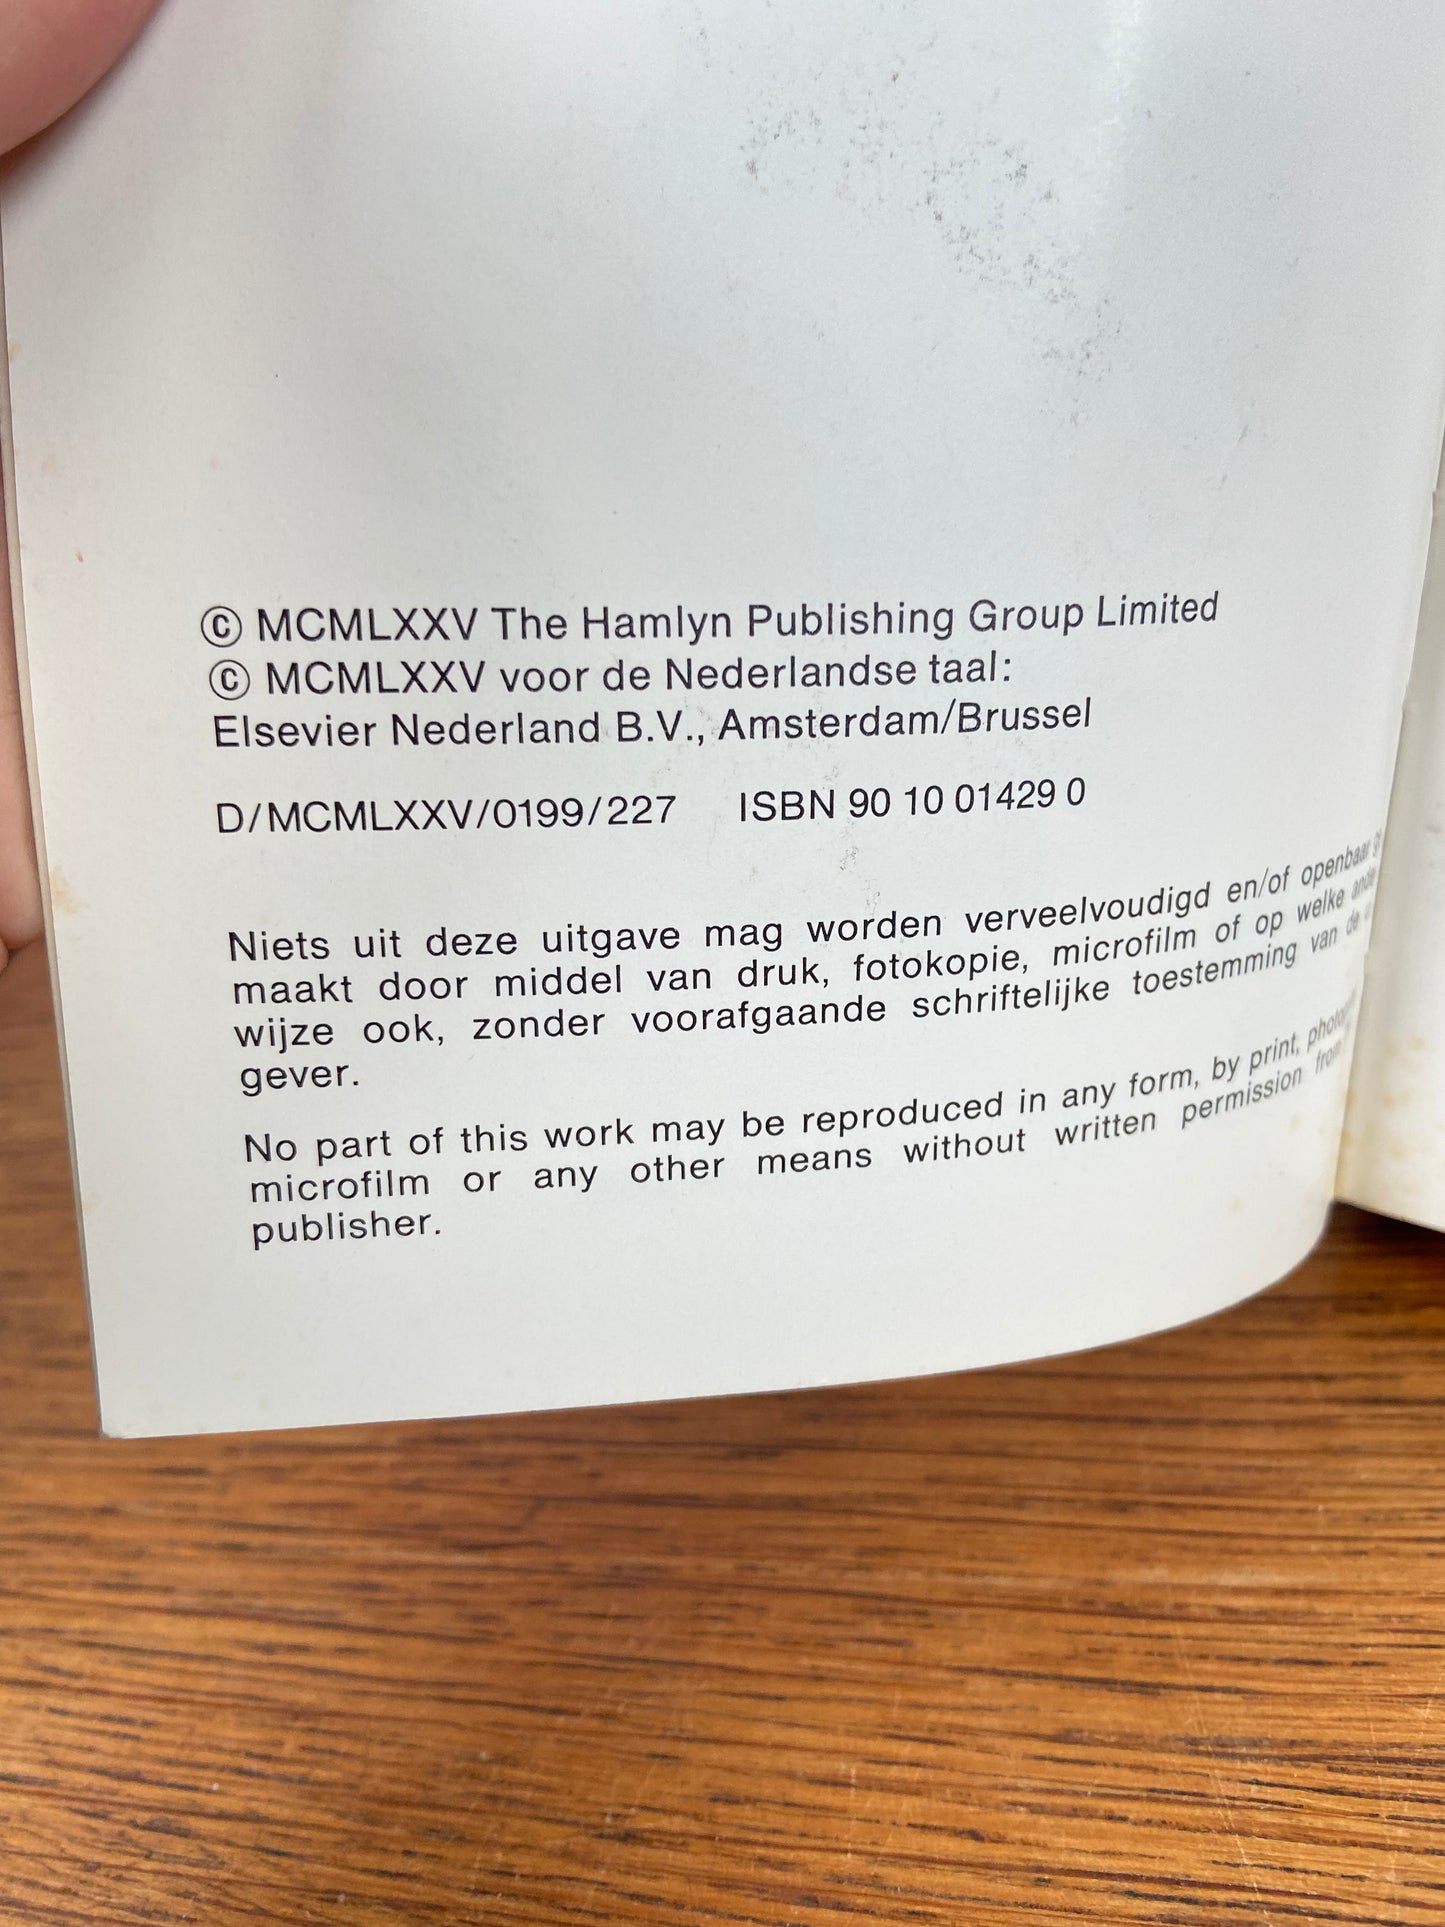 © MCMLXXV The Hamlyn Publishing Group Limited
© MCMLXXV voor de Nederlandse taal:
Elsevier Nederland B.V., Amsterdam/Brussel
D/MCMLXXV/0199/227 ISBN 90 10 01429 0
Niets uit deze uitgave mag worden verveelvoudigd en/of openbaar
maakt door middel van druk, fotokopie, microfilm of op welke ande
wijze ook, zonder voorafgaande schriftelijke toestemming van de
gever.
No part of this work may be reproduced in any form, by print,
microfilm or any other means without written permission from
publisher.